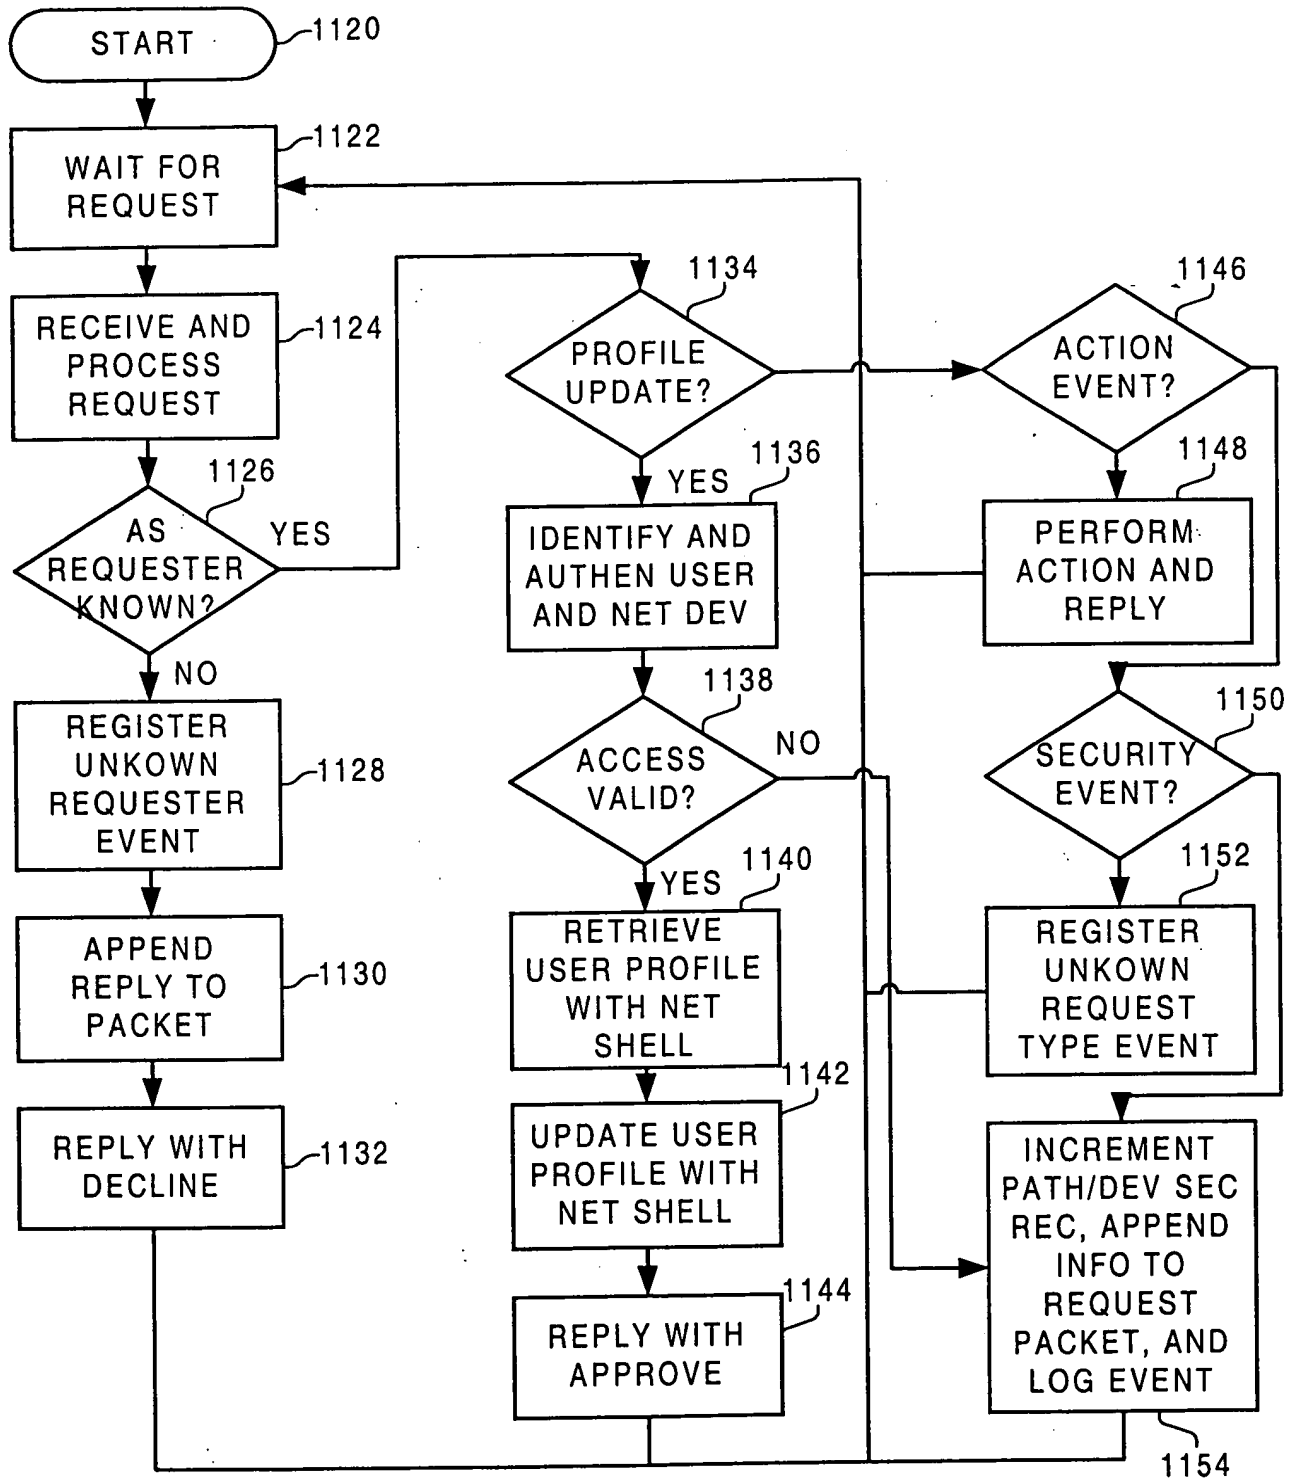 START
1120
WAIT FOR
REQUEST
1122
RECEIVE AND
PROCESS
REQUEST
1124
AS
REQUESTER
KNOWN?
1126
YES
NO
REGISTER
UNKOWN
REQUESTER
EVENT
1128
APPEND
REPLY TO
PACKET
1130
REPLY WITH
DECLINE
1132
PROFILE
UPDATE?
1134
YES
IDENTIFY AND
AUTHEN USER
AND NET DEV
1136
ACCESS
VALID?
1138
NO
YES
RETRIEVE
USER PROFILE
WITH NET
SHELL
1140
UPDATE USER
PROFILE WITH
NET SHELL
1142
REPLY WITH
APPROVE
1144
ACTION
EVENT?
1146
PERFORM
ACTION AND
REPLY
1148
SECURITY
EVENT?
1150
REGISTER
UNKOWN
REQUEST
TYPE EVENT
1152
INCREMENT
PATH/DEV SEC
REC, APPEND
INFO TO
REQUEST
PACKET, AND
LOG EVENT
1154